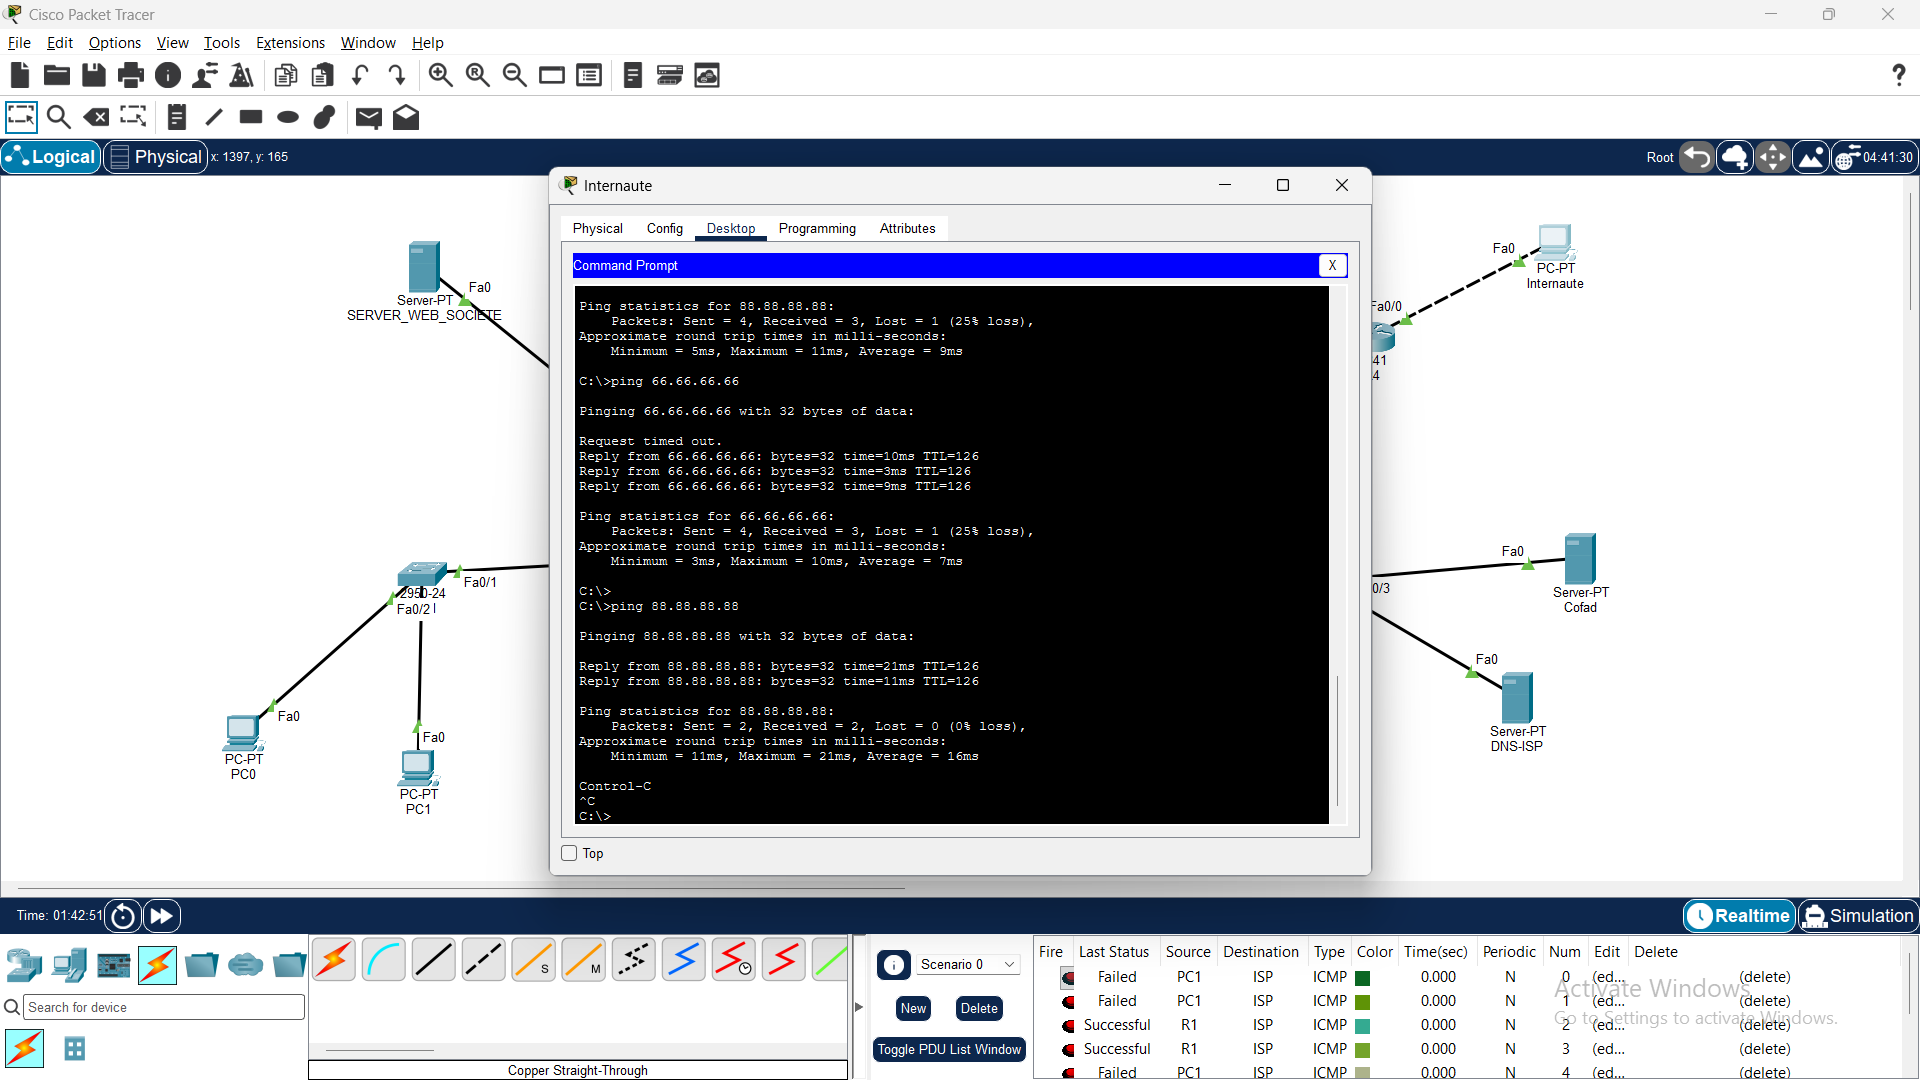 Cisco Packet Tracer
File Edit Options View Tools Extensions Window Help
Logical Physical x: 1397, y: 165 Root 04:41:30
Internaute
Physical Config Desktop Programming Attributes
Command Prompt X
Ping statistics for 88.88.88.88:
Packets: Sent = 4, Received = 3, Lost = 1 (25% loss),
Approximate round trip times in milli-seconds:
Minimum = 5ms, Maximum = 11ms, Average = 9ms
C:\>ping 66.66.66.66
Pinging 66.66.66.66 with 32 bytes of data:
Request timed out.
Reply from 66.66.66.66: bytes=32 time=10ms TTL=126
Reply from 66.66.66.66: bytes=32 time=3ms TTL=126
Reply from 66.66.66.66: bytes=32 time=9ms TTL=126
Ping statistics for 66.66.66.66:
Packets: Sent = 4, Received = 3, Lost = 1 (25% loss),
Approximate round trip times in milli-seconds:
Minimum = 3ms, Maximum = 10ms, Average = 7ms
C:\>
C:\>ping 88.88.88.88
Pinging 88.88.88.88 with 32 bytes of data:
Reply from 88.88.88.88: bytes=32 time=21ms TTL=126
Reply from 88.88.88.88: bytes=32 time=11ms TTL=126
Ping statistics for 88.88.88.88:
Packets: Sent = 2, Received = 2, Lost = 0 (0% loss),
Approximate round trip times in milli-seconds:
Minimum = 11ms, Maximum = 21ms, Average = 16ms
Control-C
^C
C:\>
Top
Fa0
Server-PT
SERVER_WEB_SOCIETE
Fa0/1
2950-24
Fa0/2
Fa0
PC-PT
PC0
Fa0
PC-PT
PC1
Fa0
PC-PT
Internaute
Fa0/0
41
4
Fa0
0/3
Server-PT
Cofad
Fa0
Server-PT
DNS-ISP
Time: 01:42:51 Realtime Simulation
Search for device
S M
Copper Straight-Through
Scenario 0
New Delete
Toggle PDU List Window
Fire Last Status Source Destination Type Color Time(sec) Periodic Num Edit Delete
Failed PC1 ISP ICMP 0.000 N 0 (ed... (delete)
Failed PC1 ISP ICMP 0.000 N 1 (ed... (delete)
Successful R1 ISP ICMP 0.000 N 2 (ed... (delete)
Successful R1 ISP ICMP 0.000 N 3 (ed... (delete)
Failed PC1 ISP ICMP 0.000 N 4 (ed... (delete)
Activate Windows
Go to Settings to activate Windows.